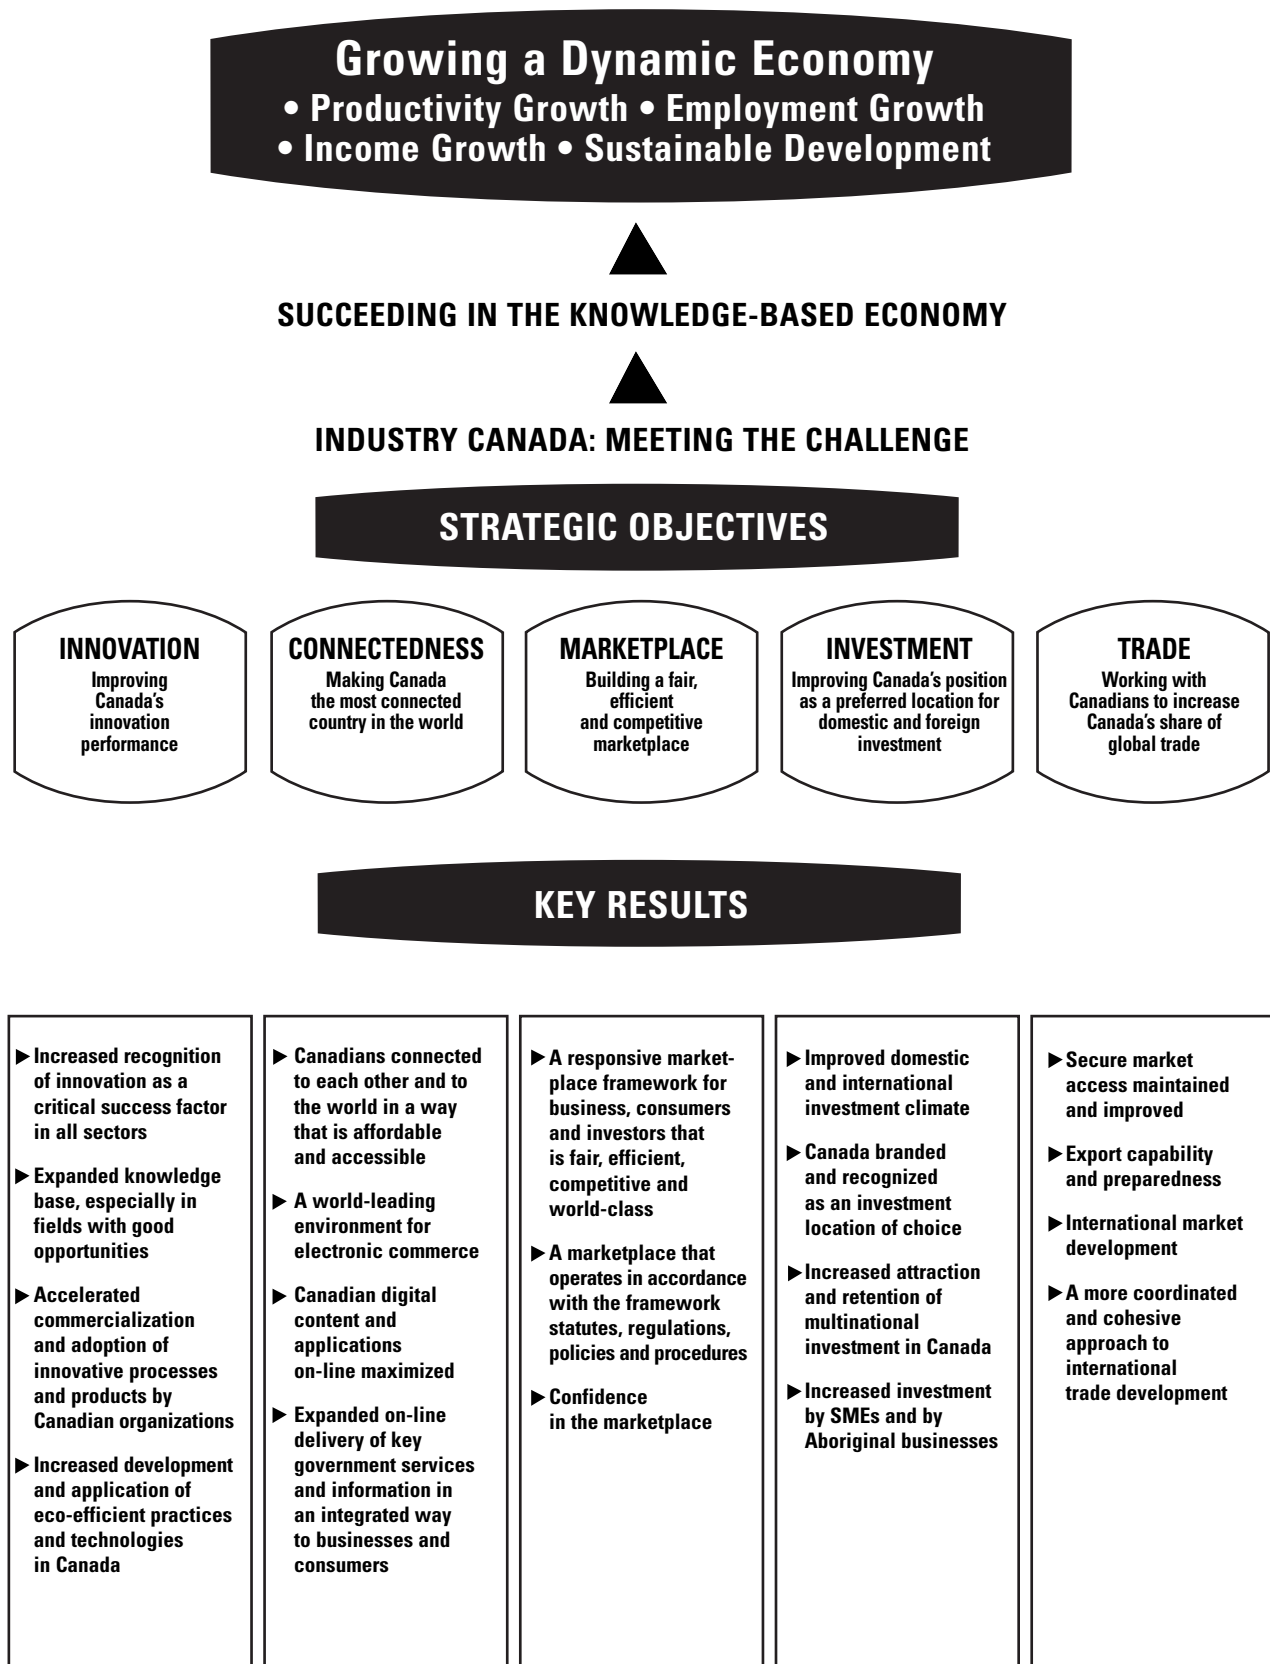 Growing a Dynamic Economy
• Productivity Growth • Employment Growth
• Income Growth • Sustainable Development
SUCCEEDING IN THE KNOWLEDGE-BASED ECONOMY
INDUSTRY CANADA: MEETING THE CHALLENGE
STRATEGIC OBJECTIVES
INNOVATION
Improving
Canada's
innovation
performance
CONNECTEDNESS
Making Canada
the most connected
country in the world
MARKETPLACE
Building a fair,
efficient
and competitive
marketplace
INVESTMENT
Improving Canada's position
as a preferred location for
domestic and foreign
investment
TRADE
Working with
Canadians to increase
Canada's share of
global trade
KEY RESULTS
▶ Increased recognition
of innovation as a
critical success factor
in all sectors
▶ Expanded knowledge
base, especially in
fields with good
opportunities
▶ Accelerated
commercialization
and adoption of
innovative processes
and products by
Canadian organizations
▶ Increased development
and application of
eco-efficient practices
and technologies
in Canada
▶ Canadians connected
to each other and to
the world in a way
that is affordable
and accessible
▶ A world-leading
environment for
electronic commerce
▶ Canadian digital
content and
applications
on-line maximized
▶ Expanded on-line
delivery of key
government services
and information in
an integrated way
to businesses and
consumers
▶ A responsive market-
place framework for
business, consumers
and investors that
is fair, efficient,
competitive and
world-class
▶ A marketplace that
operates in accordance
with the framework
statutes, regulations,
policies and procedures
▶ Confidence
in the marketplace
▶ Improved domestic
and international
investment climate
▶ Canada branded
and recognized
as an investment
location of choice
▶ Increased attraction
and retention of
multinational
investment in Canada
▶ Increased investment
by SMEs and by
Aboriginal businesses
▶ Secure market
access maintained
and improved
▶ Export capability
and preparedness
▶ International market
development
▶ A more coordinated
and cohesive
approach to
international
trade development